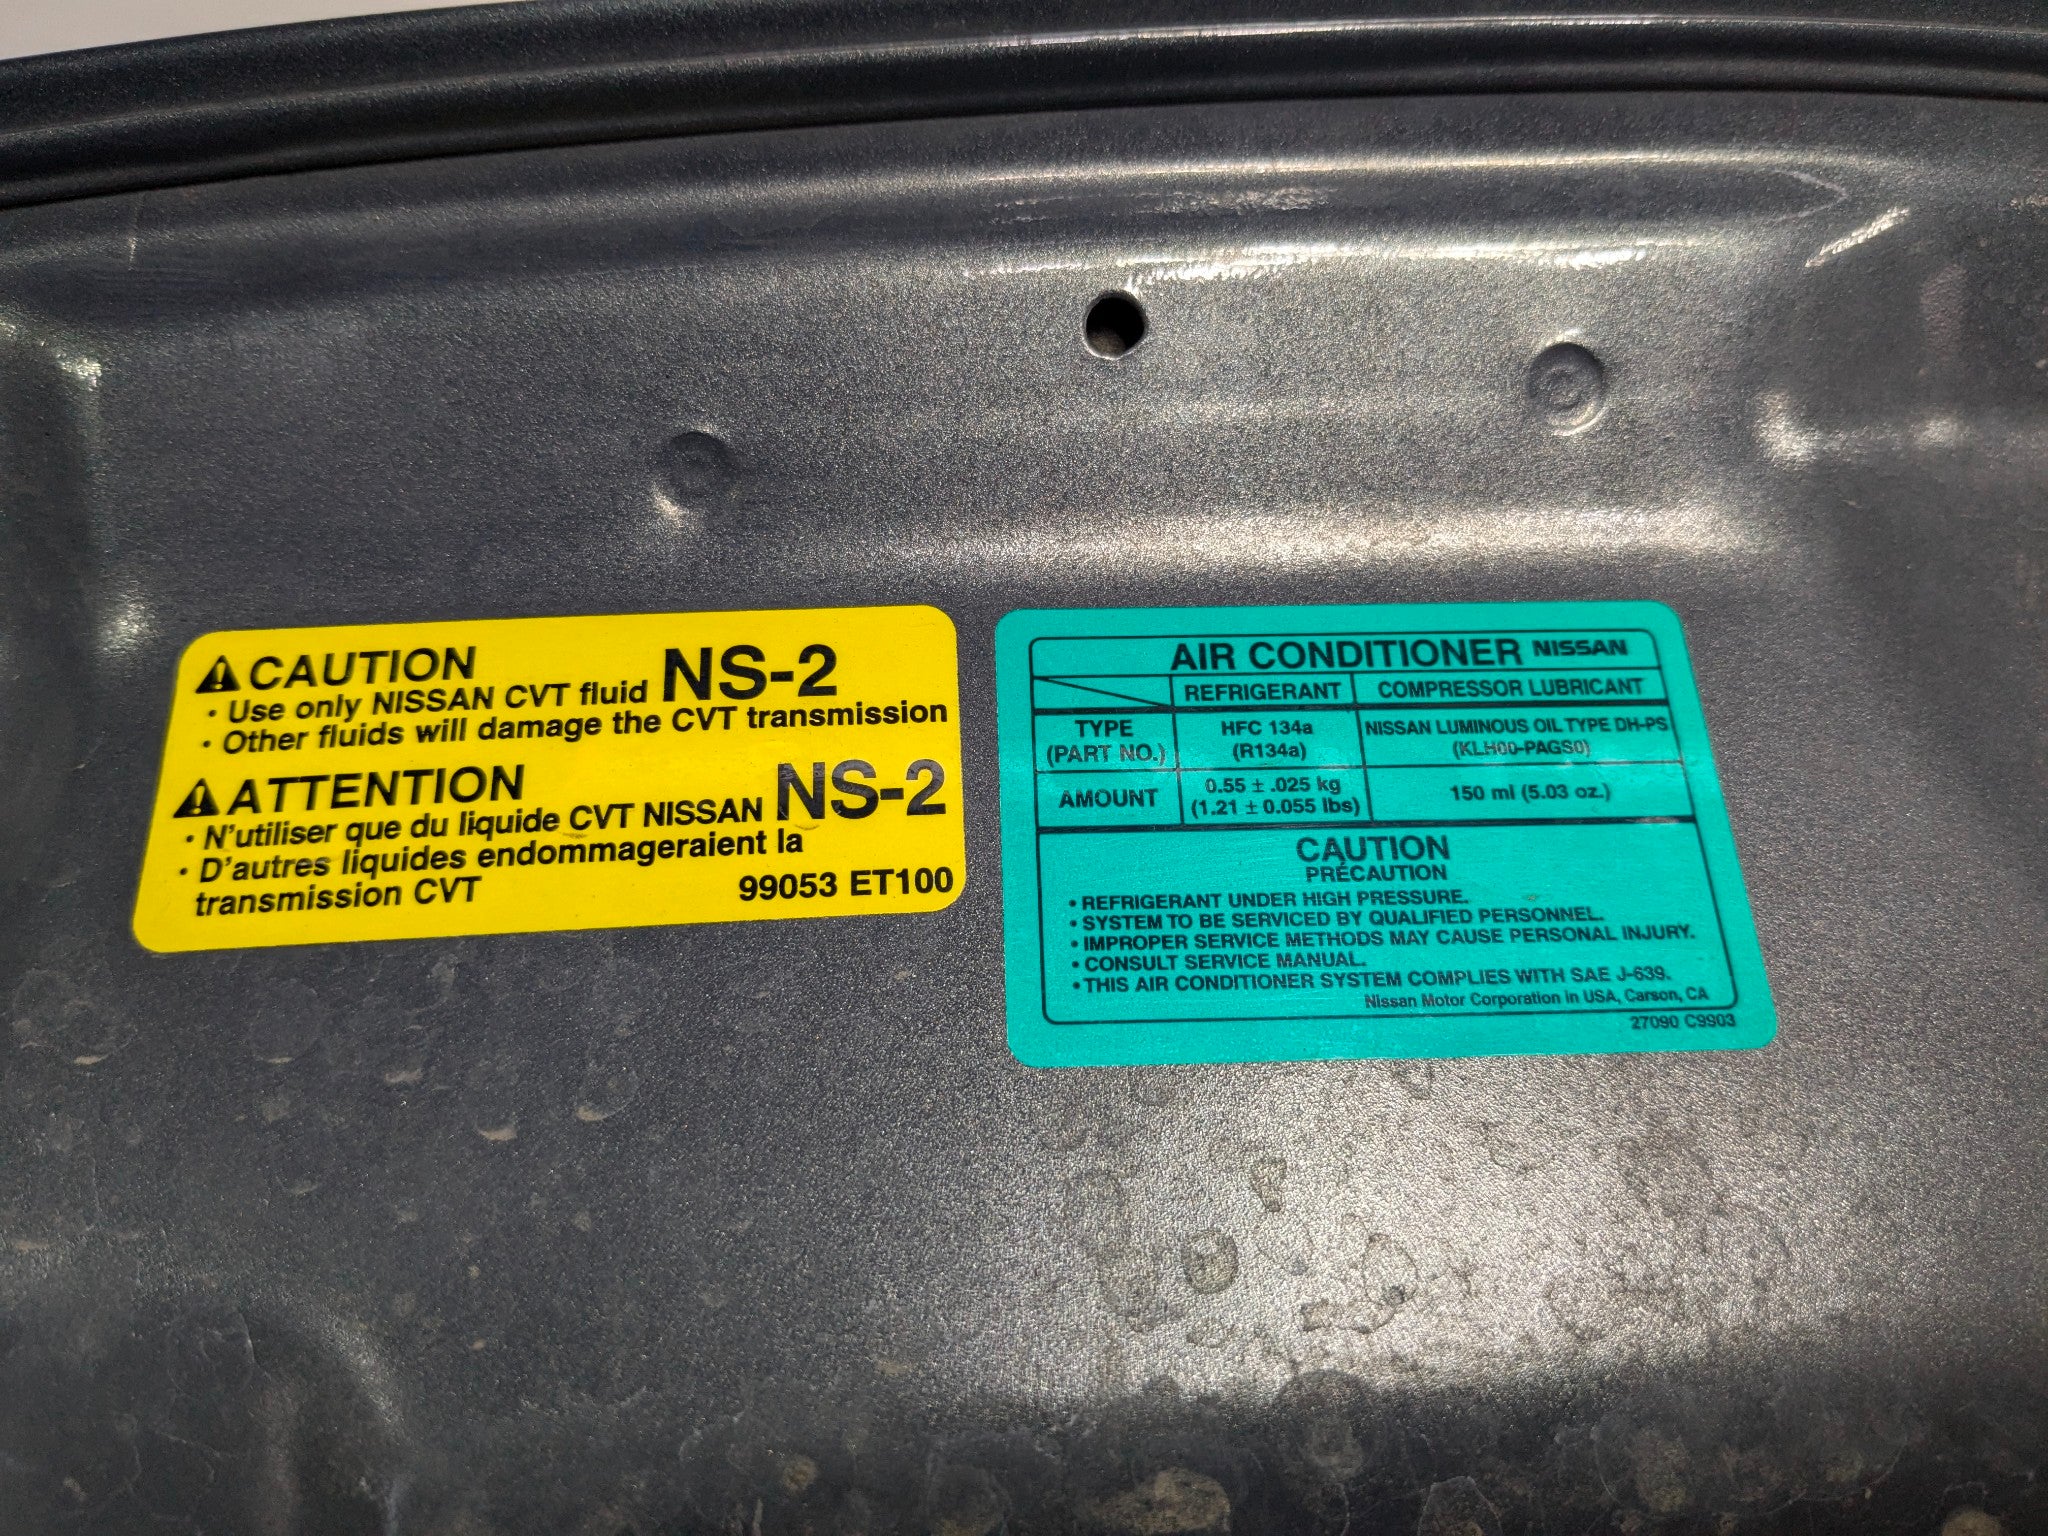 CAUTION
• Use only NISSAN CVT fluid NS-2
• Other fluids will damage the CVT transmission
ATTENTION
• N'utiliser que du liquide CVT NISSAN NS-2
• D'autres liquides endommageraient la
transmission CVT
99053 ET100
AIR CONDITIONER NISSAN
REFRIGERANT COMPRESSOR LUBRICANT
TYPE HFC 134a NISSAN LUMINOUS OIL TYPE DH-PS
(PART NO.) (R134a) (KLH00-PAGS0)
AMOUNT 0.55 ± .025 kg 150 ml (5.03 oz.)
(1.21 ± 0.055 lbs)
CAUTION
PRÉCAUTION
• REFRIGERANT UNDER HIGH PRESSURE.
• SYSTEM TO BE SERVICED BY QUALIFIED PERSONNEL.
• IMPROPER SERVICE METHODS MAY CAUSE PERSONAL INJURY.
• CONSULT SERVICE MANUAL.
• THIS AIR CONDITIONER SYSTEM COMPLIES WITH SAE J-639.
Nissan Motor Corporation in USA, Carson, CA
27090 C9903